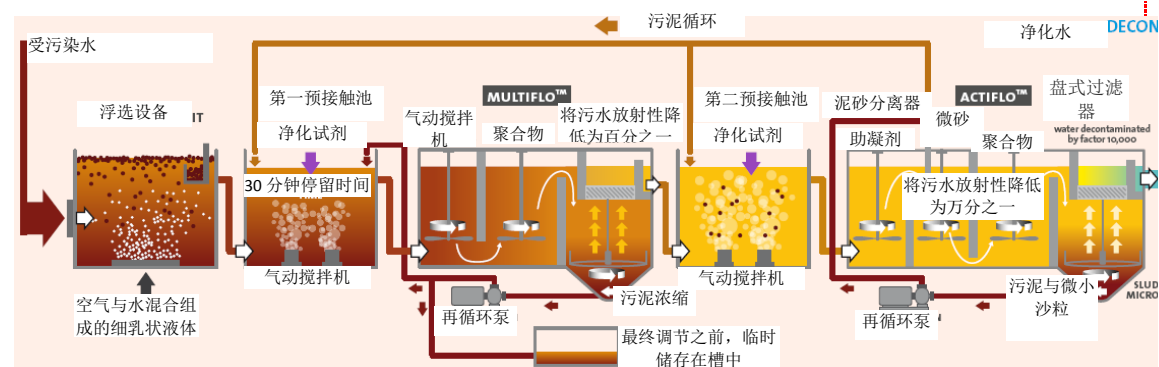 污泥循环
净化水
DECON
受污染水
浮选设备
IT
第一预接触池
净化试剂
30 分钟停留时间
气动搅拌机
空气与水混合组
成的细乳状液体
MULTIFLO™
气动搅拌
机
聚合物
将污水放射性降
低为百分之一
污泥浓缩
再循环泵
最终调节之前，临时
储存在槽中
第二预接触池
净化试剂
气动搅拌机
泥砂分离器
ACTIFLO™
微砂
助凝剂
聚合物
将污水放射性降低
为万分之一
盘式过滤
器
water decontaminated
by factor 10,000
再循环泵
污泥与微小
沙粒
SLUD
MICRO